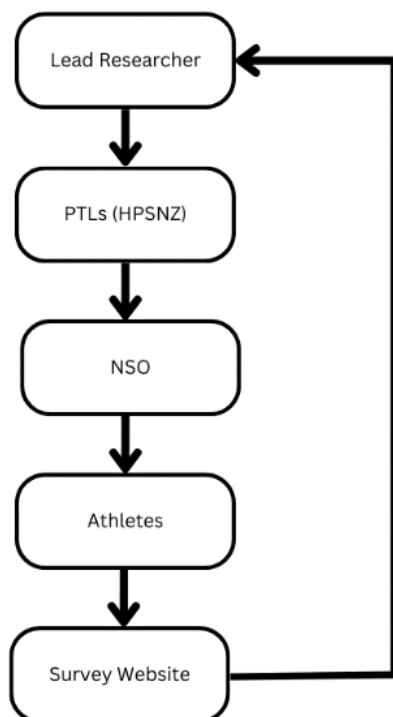 Lead Researcher
PTLs (HPSNZ)
NSO
Athletes
Survey Website